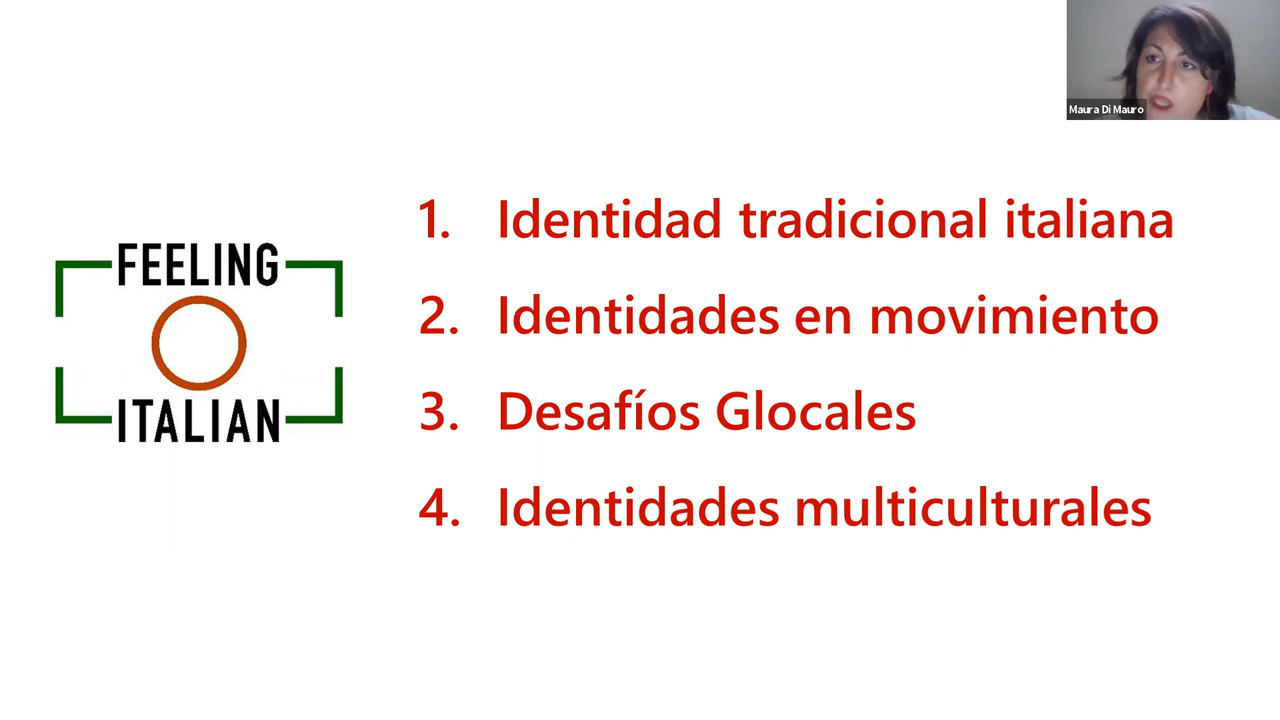 Maura Di Mauro
FEELING
ITALIAN
1. Identidad tradicional italiana
2. Identidades en movimiento
3. Desafíos Glocales
4. Identidades multiculturales